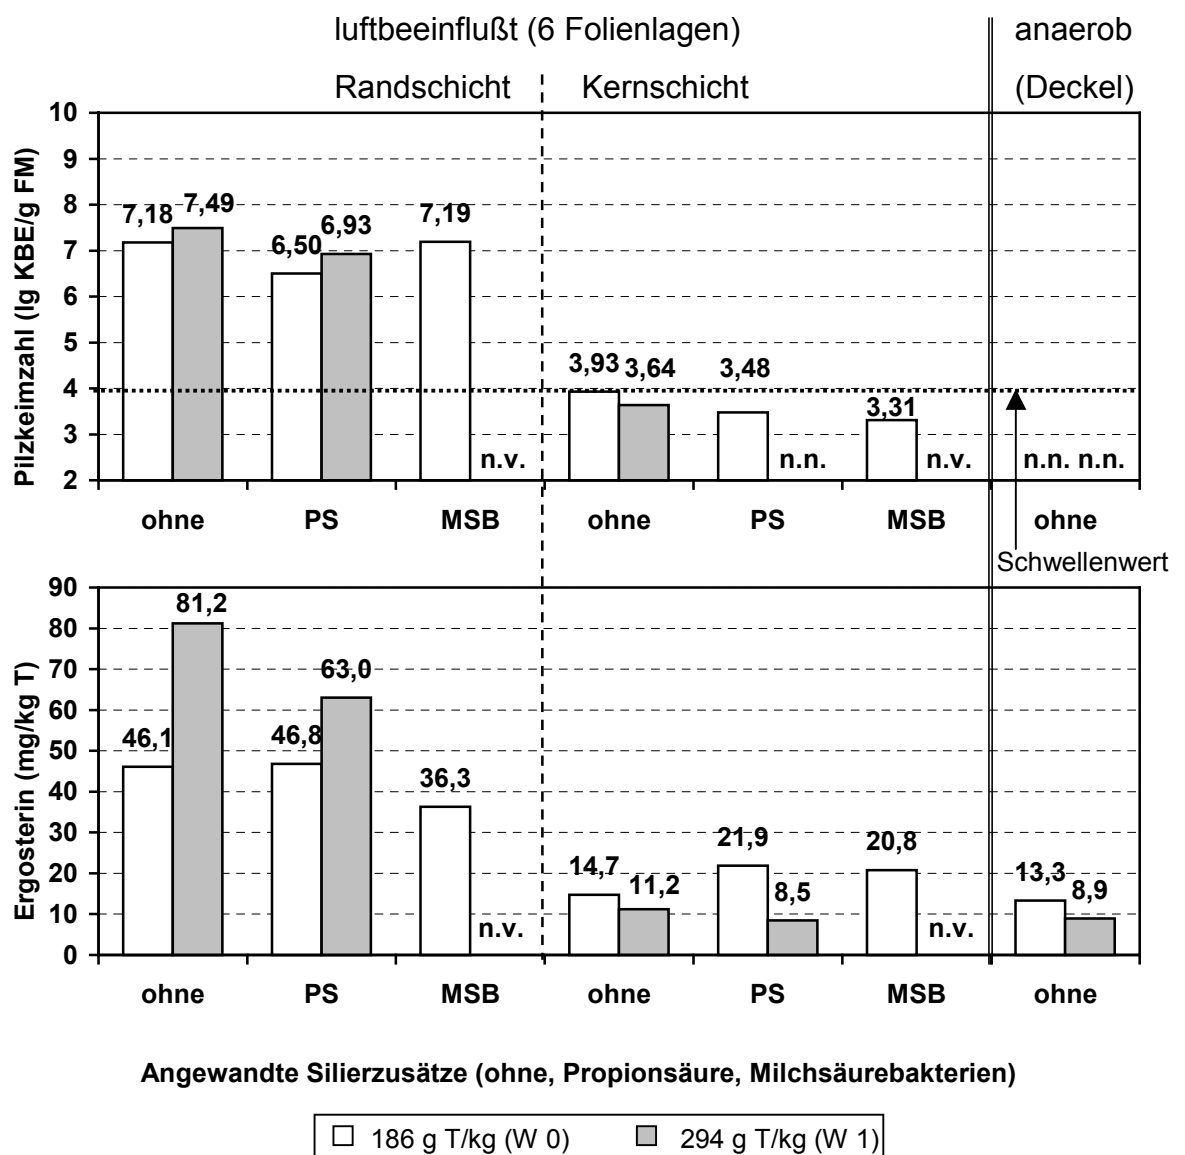 luftbeeinflußt (6 Folienlagen) anaerob
Randschicht Kernschicht (Deckel)
Pilzkeimzahl (lg KBE/g FM)
10
9
8
7
6
5
4
3
2
7,18 7,49 6,50 6,93 7,19 n.v. 3,93 3,64 3,48 n.n. 3,31 n.v. n.n. n.n.
ohne PS MSB ohne PS MSB ohne
Schwellenwert
Ergosterin (mg/kg T)
90
80
70
60
50
40
30
20
10
0
46,1 81,2 46,8 63,0 36,3 n.v. 14,7 11,2 21,9 8,5 20,8 n.v. 13,3 8,9
ohne PS MSB ohne PS MSB ohne
Angewandte Silierzusätze (ohne, Propionsäure, Milchsäurebakterien)
186 g T/kg (W 0) 294 g T/kg (W 1)